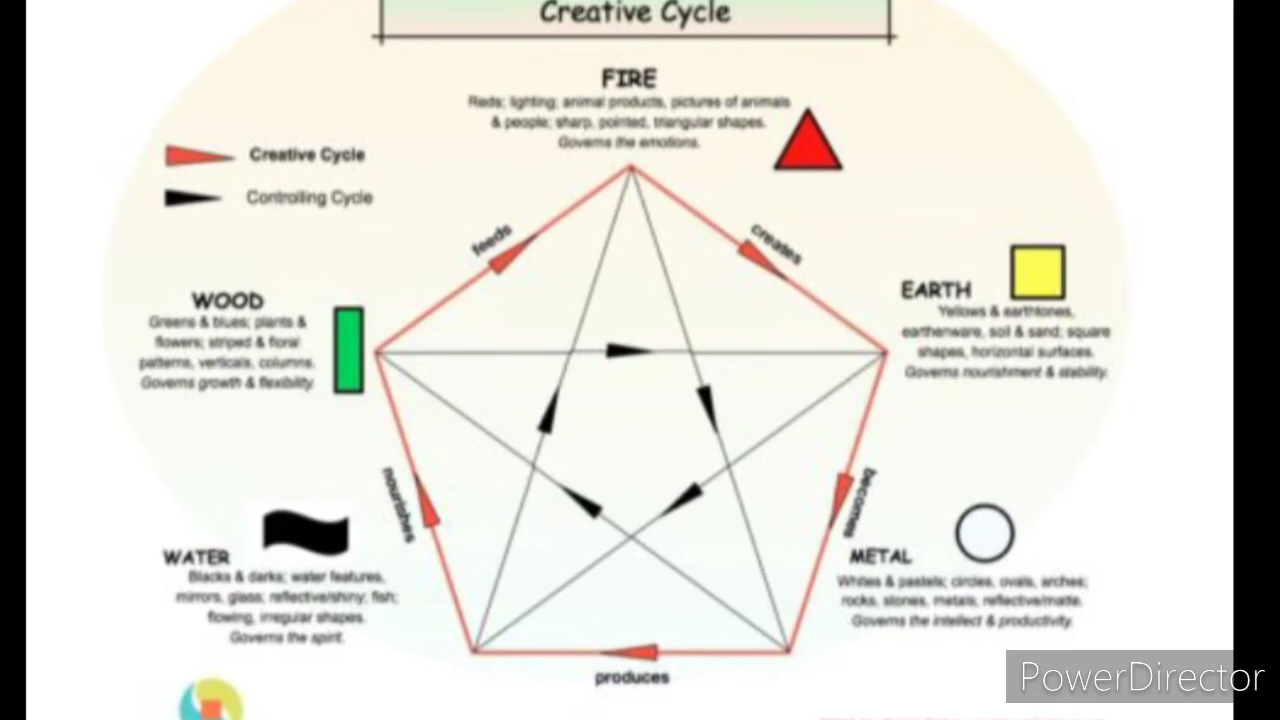 Creative Cycle
FIRE
Reds; lighting; animal products, pictures of animals
& people; sharp, pointed, triangular shapes.
Governs the emotions.
Creative Cycle
Controlling Cycle
feeds
creates
WOOD
Greens & blues; plants &
flowers; striped & floral
patterns, verticals, columns.
Governs growth & flexibility.
EARTH
Yellows & earthtones,
earthenware, soil & sand; square
shapes, horizontal surfaces.
Governs nourishment & stability.
nourishes
becomes
WATER
Blacks & darks; water features,
mirrors, glass; reflective/shiny; fish;
flowing, irregular shapes.
Governs the spirit.
METAL
Whites & pastels; circles, ovals, arches;
rocks, stones, metals; reflective/matte.
Governs the intellect & productivity.
produces
PowerDirector